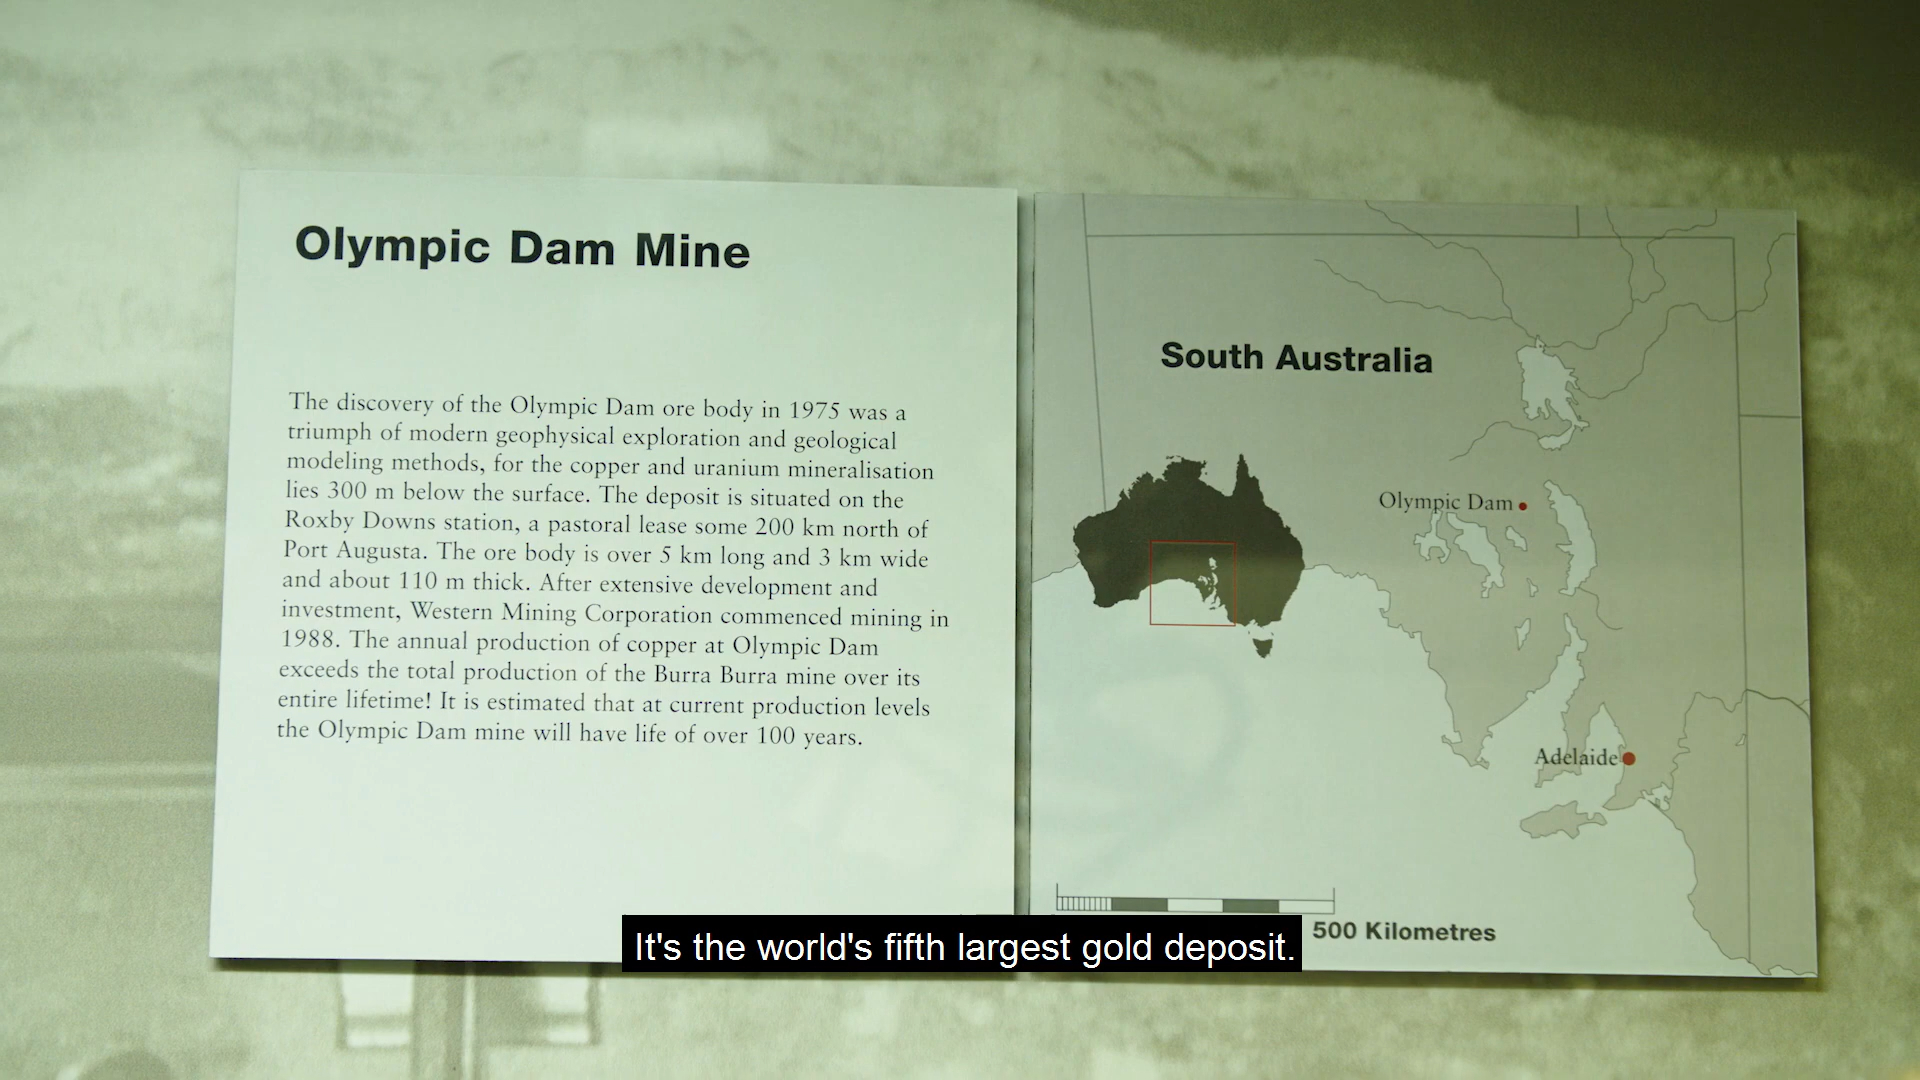 Olympic Dam Mine
The discovery of the Olympic Dam ore body in 1975 was a
triumph of modern geophysical exploration and geological
modeling methods, for the copper and uranium mineralisation
lies 300 m below the surface. The deposit is situated on the
Roxby Downs station, a pastoral lease some 200 km north of
Port Augusta. The ore body is over 5 km long and 3 km wide
and about 110 m thick. After extensive development and
investment, Western Mining Corporation commenced mining in
1988. The annual production of copper at Olympic Dam
exceeds the total production of the Burra Burra mine over its
entire lifetime! It is estimated that at current production levels
the Olympic Dam mine will have life of over 100 years.
South Australia
Olympic Dam
Adelaide
500 Kilometres
It's the world's fifth largest gold deposit.